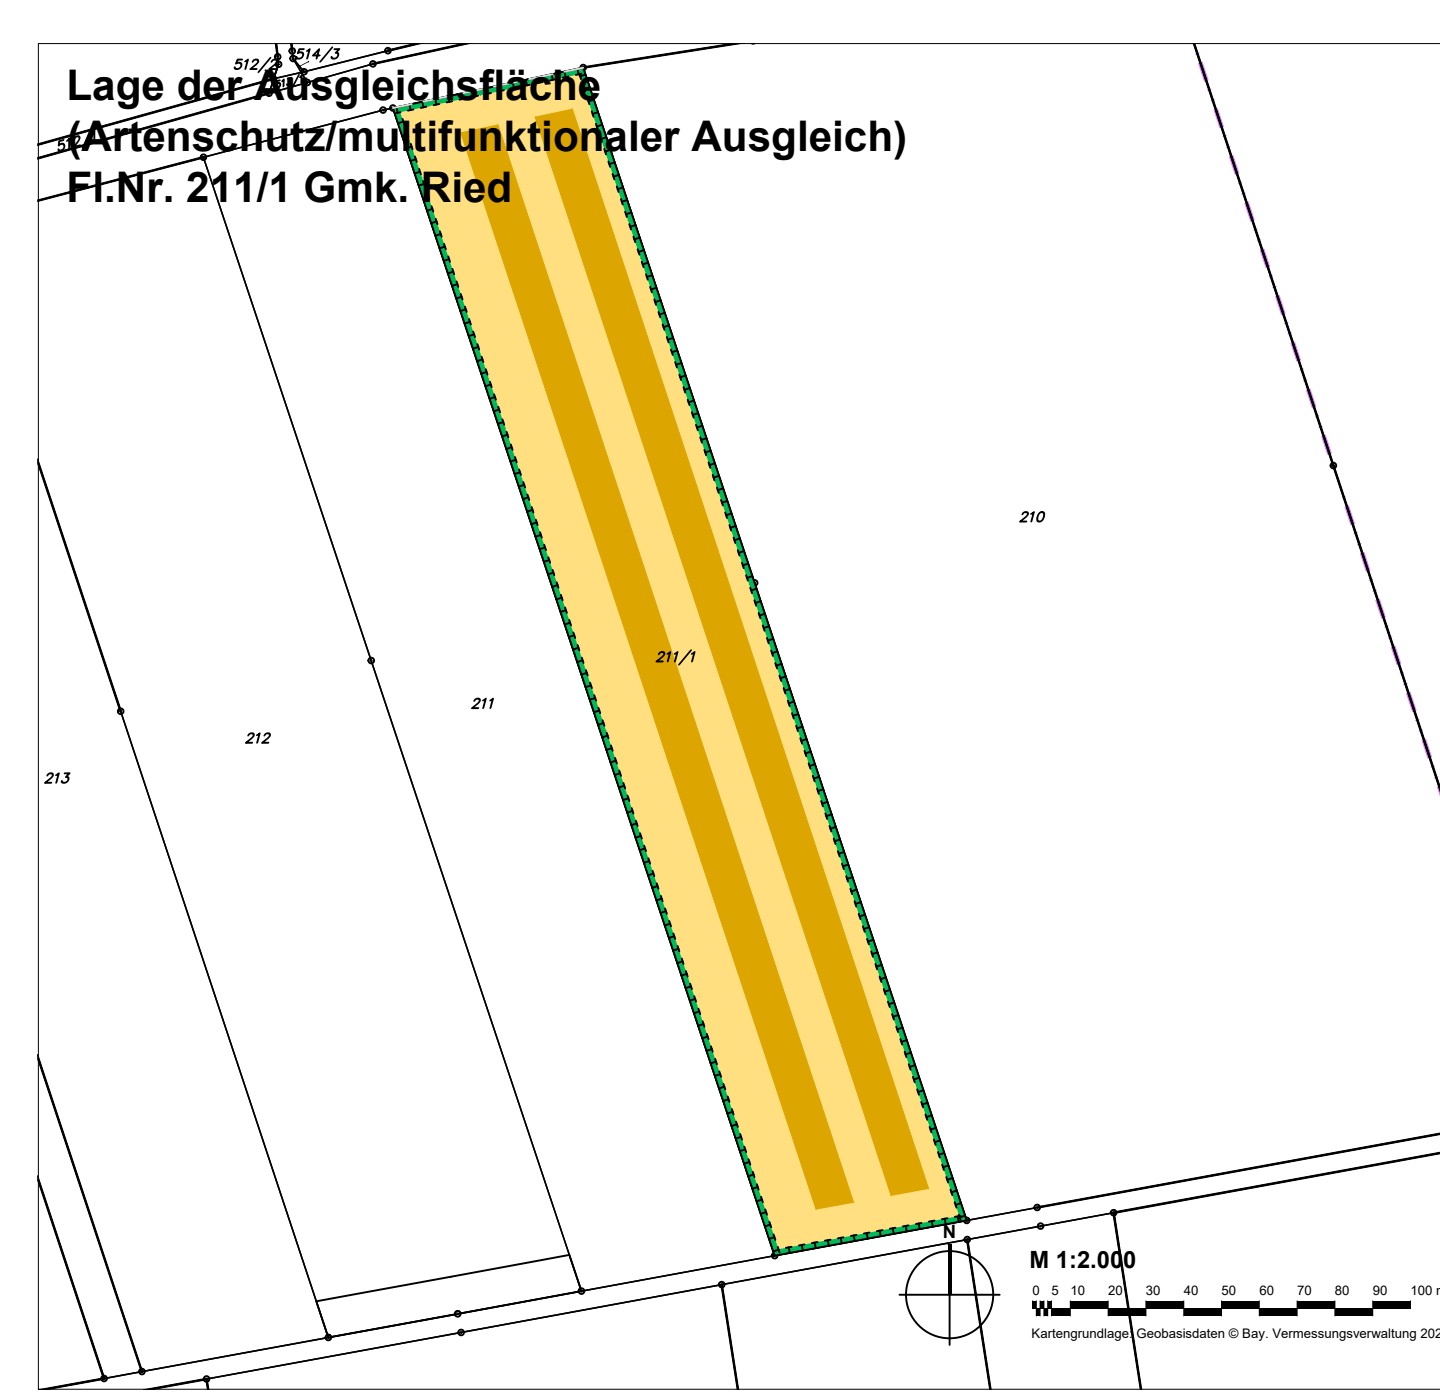 514/3
512/
Lage der Ausgleichsfläche
(Artenschutz/multifunktionaler Ausgleich)
Fl.Nr. 211/1 Gmk. Ried
210
211/1
211
212
213
N
M 1:2.000
0 5 10 20 30 40 50 60 70 80 90 100 m
Kartengrundlage: Geobasisdaten © Bay. Vermessungsverwaltung 202